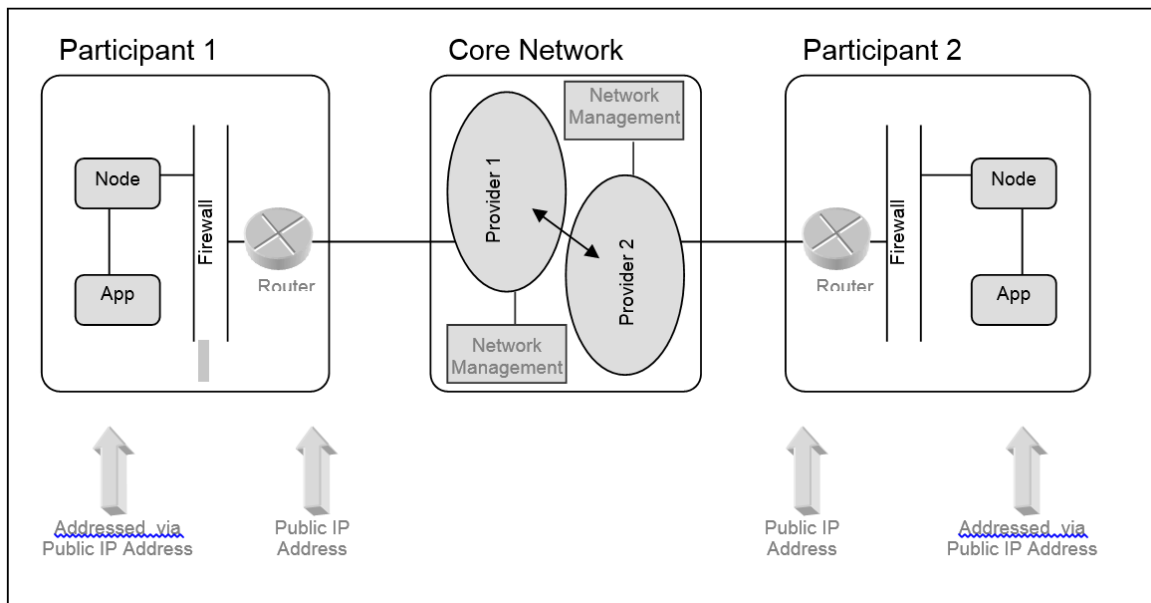 Participant 1
Core Network
Participant 2
Node
App
Firewall
Router
Provider 1
Provider 2
Network
Management
Network
Management
Router
Firewall
Node
App
Addressed via
Public IP Address
Public IP
Address
Public IP
Address
Addressed via
Public IP Address